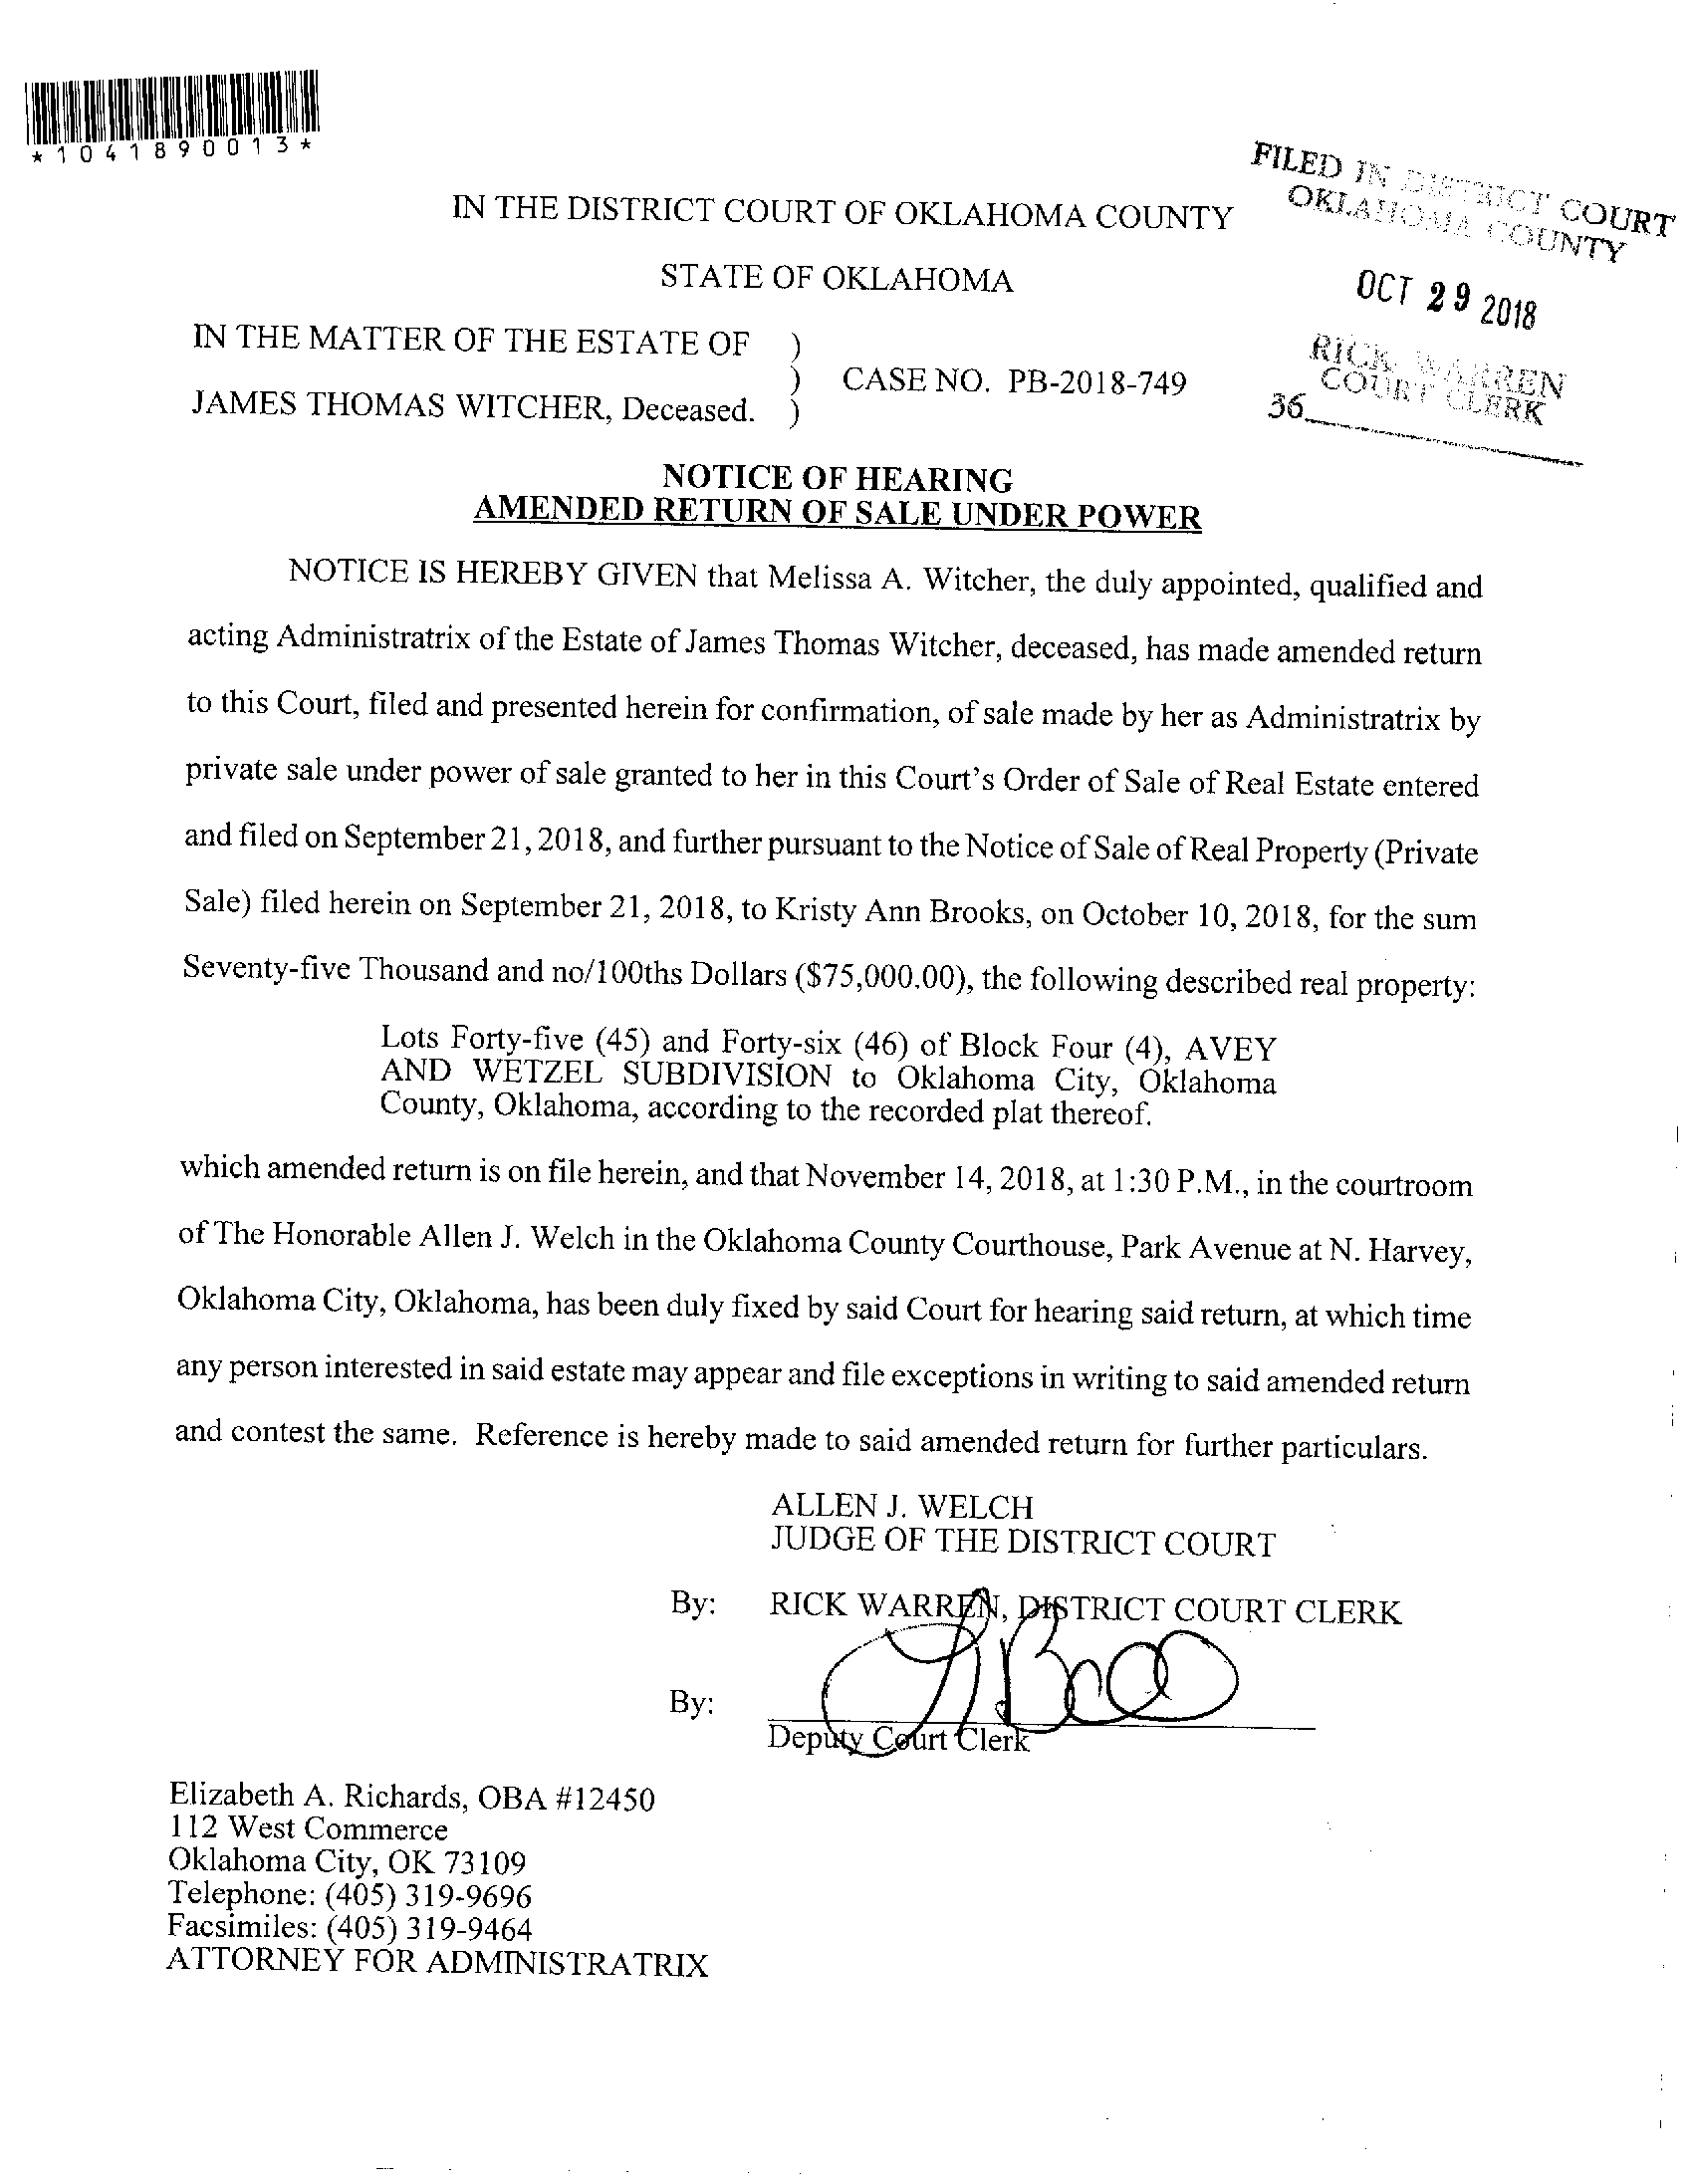 *1041890013*
FILED IN DISTRICT COURT
OKLAHOMA COUNTY
OCT 29 2018
RICK WARREN
COURT CLERK
36
IN THE DISTRICT COURT OF OKLAHOMA COUNTY
STATE OF OKLAHOMA
IN THE MATTER OF THE ESTATE OF )
) CASE NO. PB-2018-749
JAMES THOMAS WITCHER, Deceased. )
NOTICE OF HEARING
AMENDED RETURN OF SALE UNDER POWER
NOTICE IS HEREBY GIVEN that Melissa A. Witcher, the duly appointed, qualified and
acting Administratrix of the Estate of James Thomas Witcher, deceased, has made amended return
to this Court, filed and presented herein for confirmation, of sale made by her as Administratrix by
private sale under power of sale granted to her in this Court's Order of Sale of Real Estate entered
and filed on September 21, 2018, and further pursuant to the Notice of Sale of Real Property (Private
Sale) filed herein on September 21, 2018, to Kristy Ann Brooks, on October 10, 2018, for the sum
Seventy-five Thousand and no/100ths Dollars ($75,000.00), the following described real property:
Lots Forty-five (45) and Forty-six (46) of Block Four (4), AVEY
AND WETZEL SUBDIVISION to Oklahoma City, Oklahoma
County, Oklahoma, according to the recorded plat thereof.
which amended return is on file herein, and that November 14, 2018, at 1:30 P.M., in the courtroom
of The Honorable Allen J. Welch in the Oklahoma County Courthouse, Park Avenue at N. Harvey,
Oklahoma City, Oklahoma, has been duly fixed by said Court for hearing said return, at which time
any person interested in said estate may appear and file exceptions in writing to said amended return
and contest the same. Reference is hereby made to said amended return for further particulars.
ALLEN J. WELCH
JUDGE OF THE DISTRICT COURT
By: RICK WARREN, DISTRICT COURT CLERK
By:
Deputy Court Clerk
Elizabeth A. Richards, OBA #12450
112 West Commerce
Oklahoma City, OK 73109
Telephone: (405) 319-9696
Facsimiles: (405) 319-9464
ATTORNEY FOR ADMINISTRATRIX